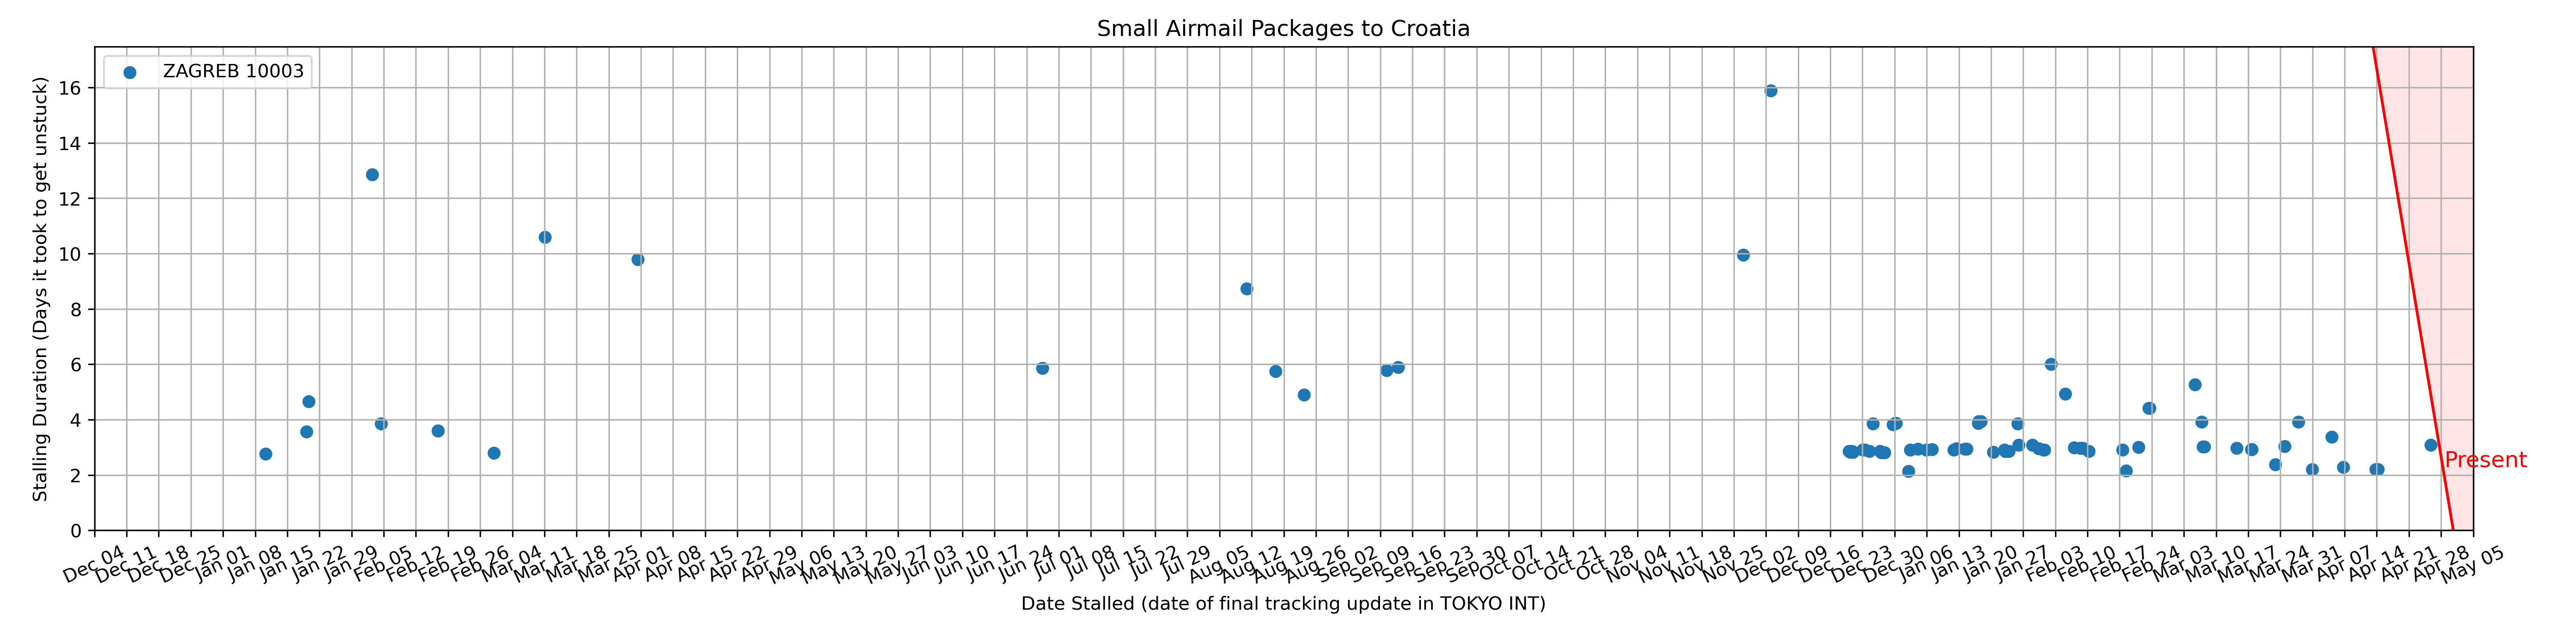 Small Airmail Packages to Croatia
ZAGREB 10003
Stalling Duration (Days it took to get unstuck)
16
14
12
10
8
6
4
2
0
Present
Dec 04 Dec 11 Dec 18 Dec 25 Jan 01 Jan 08 Jan 15 Jan 22 Jan 29 Feb 05 Feb 12 Feb 19 Feb 26 Mar 04 Mar 11 Mar 18 Mar 25 Apr 01 Apr 08 Apr 15 Apr 22 Apr 29 May 06 May 13 May 20 May 27 Jun 03 Jun 10 Jun 17 Jun 24 Jul 01 Jul 08 Jul 15 Jul 22 Jul 29 Aug 05 Aug 12 Aug 19 Aug 26 Sep 02 Sep 09 Sep 16 Sep 23 Sep 30 Oct 07 Oct 14 Oct 21 Oct 28 Nov 04 Nov 11 Nov 18 Nov 25 Dec 02 Dec 09 Dec 16 Dec 23 Dec 30 Jan 06 Jan 13 Jan 20 Jan 27 Feb 03 Feb 10 Feb 17 Feb 24 Mar 03 Mar 10 Mar 17 Mar 24 Mar 31 Apr 07 Apr 14 Apr 21 Apr 28 May 05
Date Stalled (date of final tracking update in TOKYO INT)